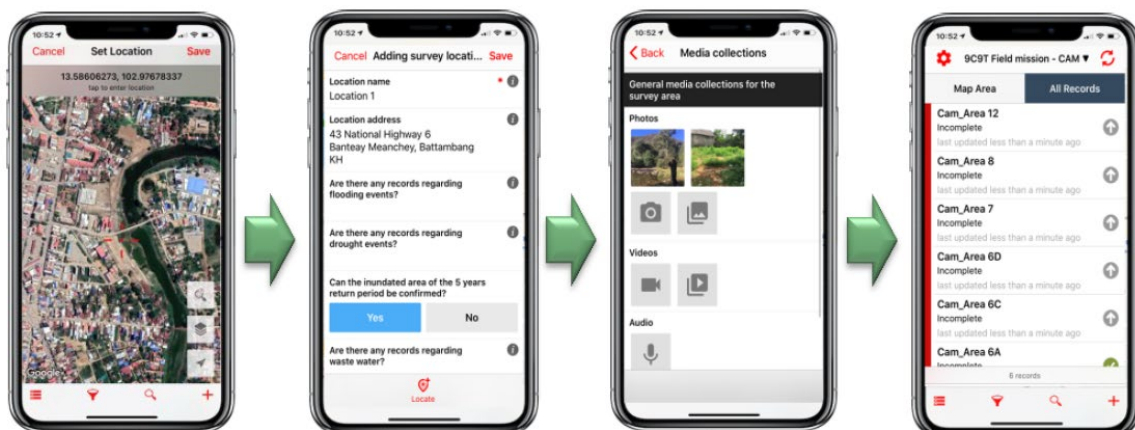 10:52
Cancel Set Location Save
13.58606273, 102.97678337
tap to enter location
Google
10:52
Cancel Adding survey locati... Save
Location name
Location 1
Location address
43 National Highway 6
Banteay Meanchey, Battambang
KH
Are there any records regarding
flooding events?
Are there any records regarding
drought events?
Can the inundated area of the 5 years
return period be confirmed?
Yes No
Are there any records regarding
waste water?
Locate
10:52
Back Media collections
General media collections for the
survey area
Photos
Videos
Audio
10:52
9C9T Field mission - CAM ▼
Map Area All Records
Cam_Area 12
Incomplete
last updated less than a minute ago
Cam_Area 8
Incomplete
last updated less than a minute ago
Cam_Area 7
Incomplete
last updated less than a minute ago
Cam_Area 6D
Incomplete
last updated less than a minute ago
Cam_Area 6C
Incomplete
last updated less than a minute ago
Cam_Area 6A
Incomplete
6 records